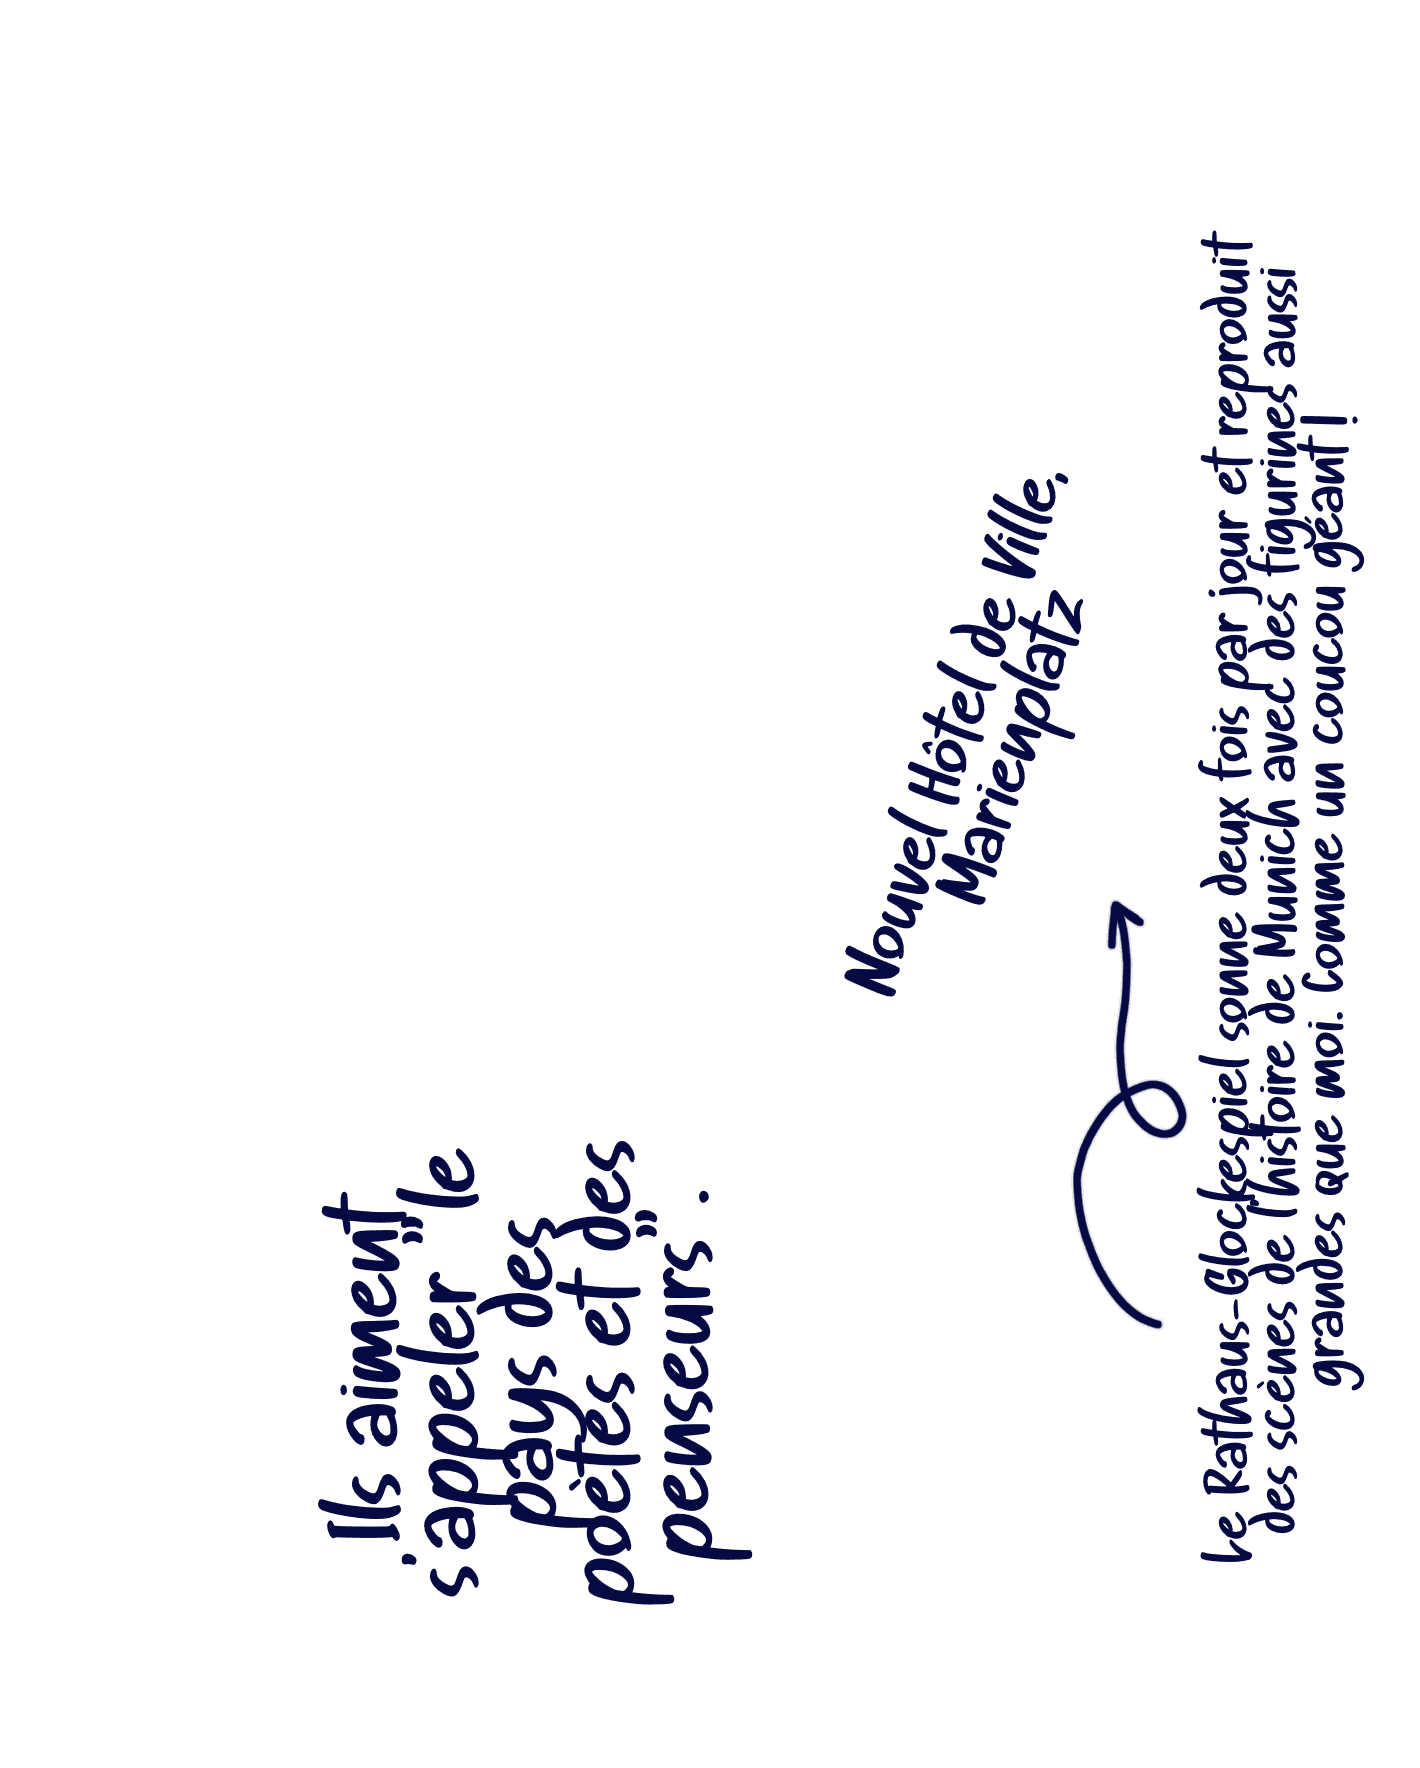 Ils aiment
s'appeler "le
pays des
poètes et des
penseurs".
Nouvel Hôtel de Ville,
Marienplatz
Le Rathaus-Glockespiel sonne deux fois par jour et reproduit
des scènes de l'histoire de Munich avec des figurines aussi
grandes que moi. Comme un coucou géant !